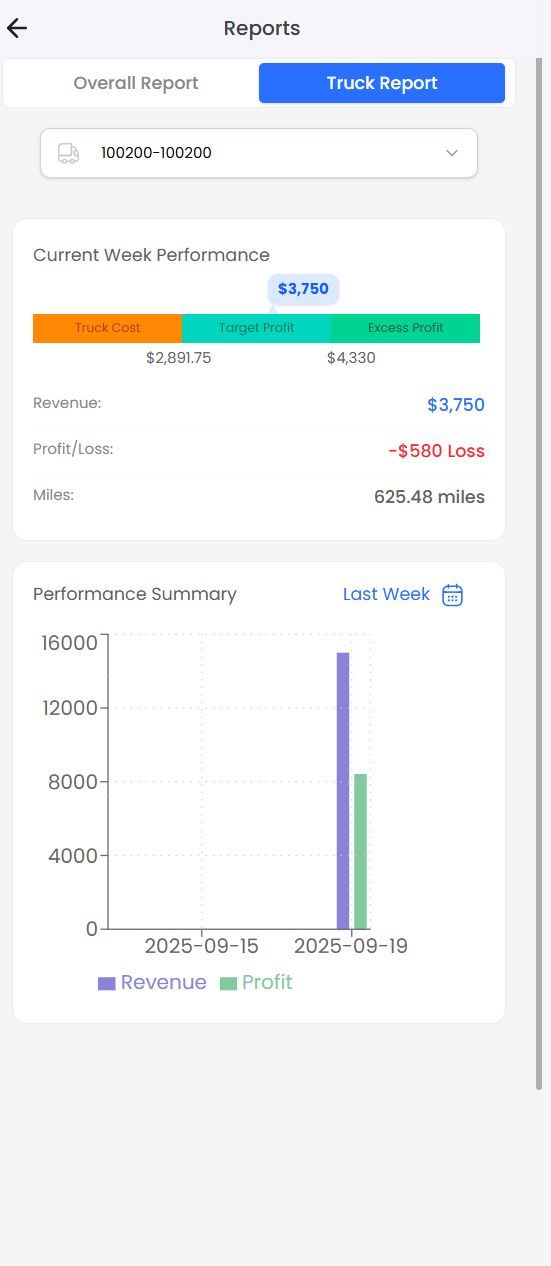 Reports
Overall Report Truck Report
100200-100200
Current Week Performance
$3,750
Truck Cost Target Profit Excess Profit
$2,891.75 $4,330
Revenue: $3,750
Profit/Loss: -$580 Loss
Miles: 625.48 miles
Performance Summary Last Week
16000
12000
8000
4000
0
2025-09-15 2025-09-19
Revenue Profit